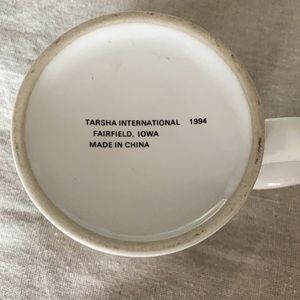 TARSHA INTERNATIONAL 1994
FAIRFIELD, IOWA
MADE IN CHINA